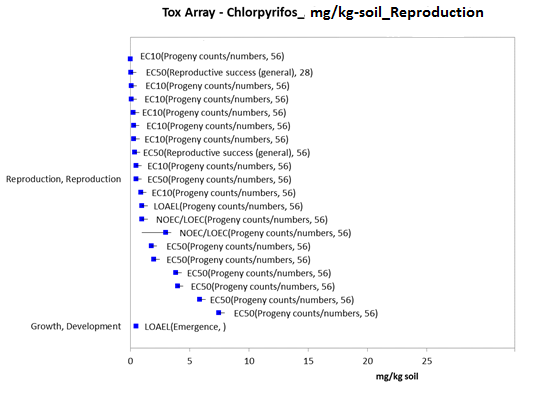 Tox Array - Chlorpyrifos_ mg/kg-soil_Reproduction
EC10(Progeny counts/numbers, 56)
EC50(Reproductive success (general), 28)
EC10(Progeny counts/numbers, 56)
EC10(Progeny counts/numbers, 56)
EC10(Progeny counts/numbers, 56)
EC10(Progeny counts/numbers, 56)
EC10(Progeny counts/numbers, 56)
EC50(Reproductive success (general), 56)
EC10(Progeny counts/numbers, 56)
Reproduction, Reproduction EC50(Progeny counts/numbers, 56)
EC10(Progeny counts/numbers, 56)
LOAEL(Progeny counts/numbers, 56)
NOEC/LOEC(Progeny counts/numbers, 56)
NOEC/LOEC(Progeny counts/numbers, 56)
EC50(Progeny counts/numbers, 56)
EC50(Progeny counts/numbers, 56)
EC50(Progeny counts/numbers, 56)
EC50(Progeny counts/numbers, 56)
EC50(Progeny counts/numbers, 56)
EC50(Progeny counts/numbers, 56)
Growth, Development LOAEL(Emergence, )
0 5 10 15 20 25
mg/kg soil